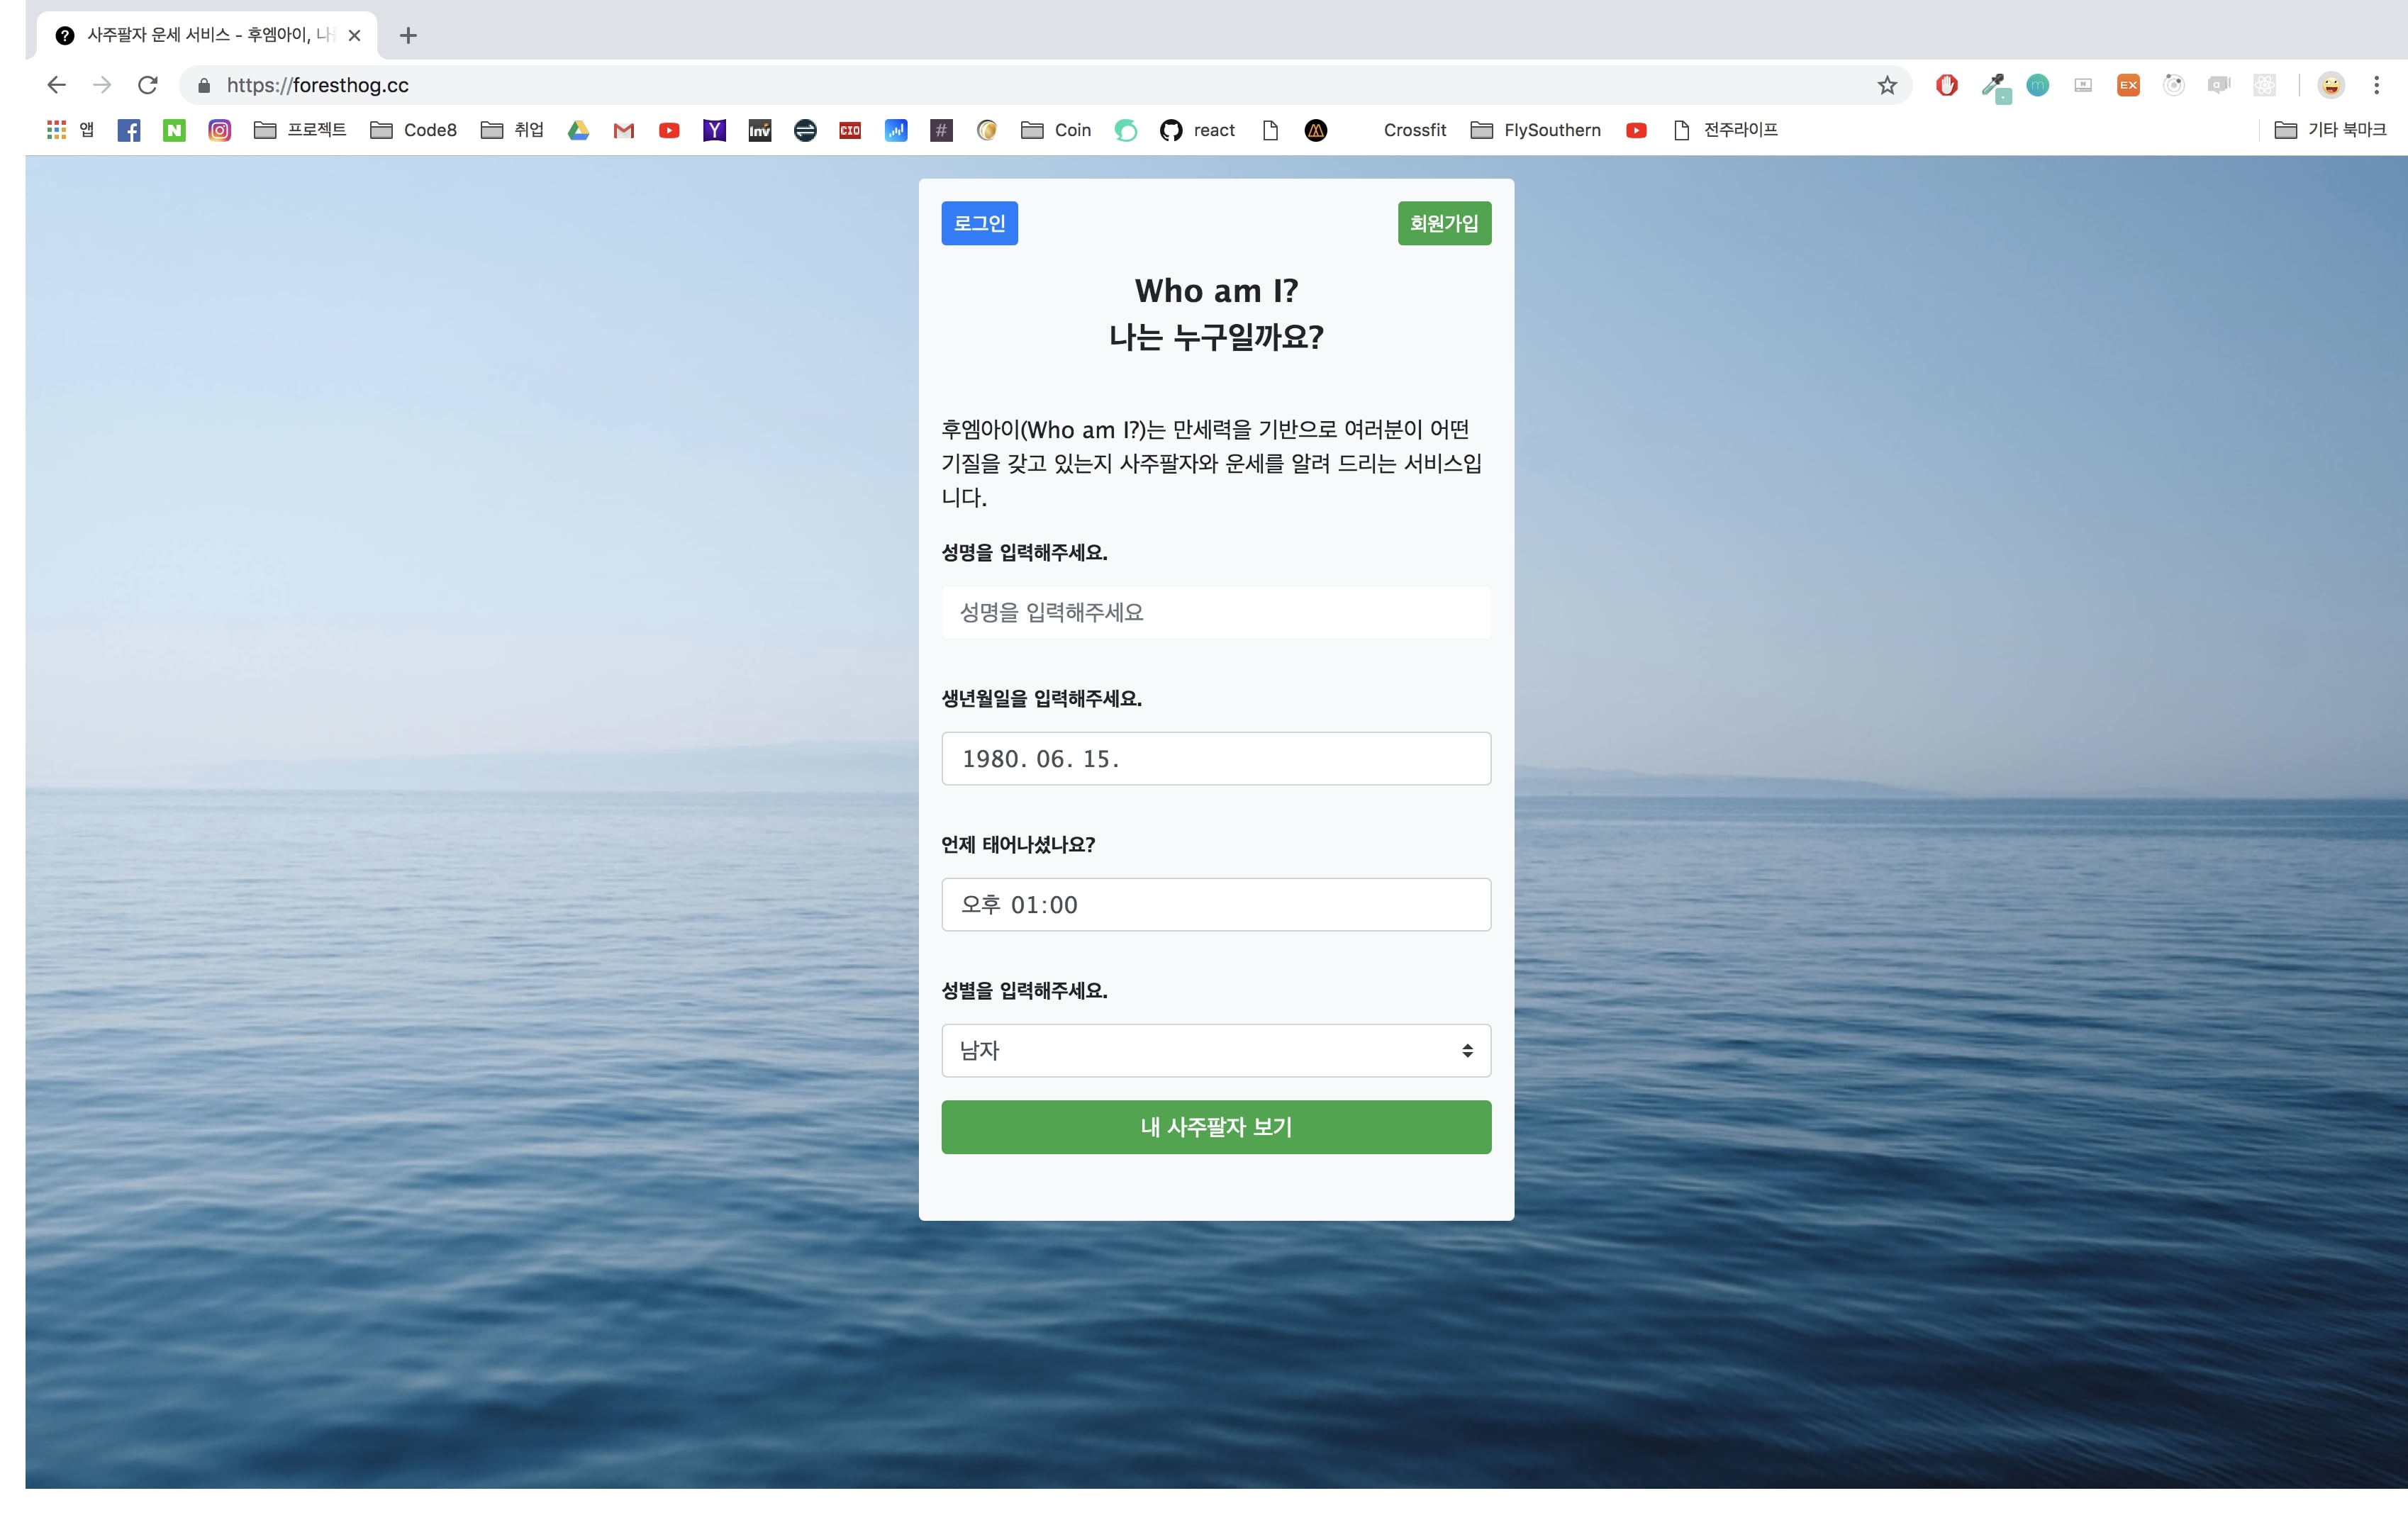 사주팔자 운세 서비스 - 후엠아이, 나
https://foresthog.cc
앱 프로젝트 Code8 취업 Inv CIO # Coin react Crossfit FlySouthern 전주라이프 기타 북마크
로그인 회원가입
Who am I?
나는 누구일까요?
후엠아이(Who am I?)는 만세력을 기반으로 여러분이 어떤
기질을 갖고 있는지 사주팔자와 운세를 알려 드리는 서비스입
니다.
성명을 입력해주세요.
성명을 입력해주세요
생년월일을 입력해주세요.
1980. 06. 15.
언제 태어나셨나요?
오후 01:00
성별을 입력해주세요.
남자
내 사주팔자 보기